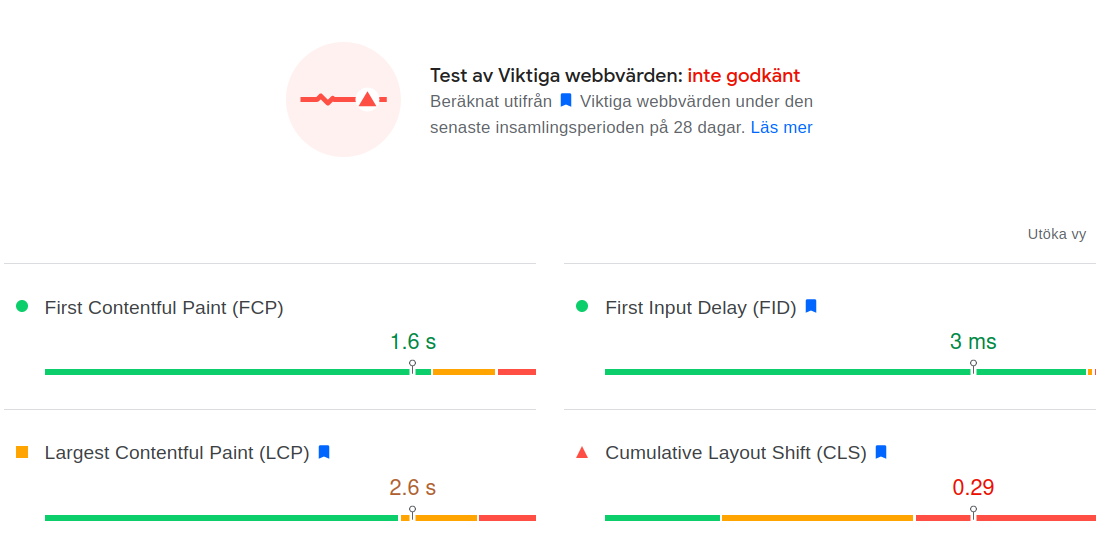 Test av Viktiga webbvärden: inte godkänt
Beräknat utifrån Viktiga webbvärden under den
senaste insamlingsperioden på 28 dagar. Läs mer
Utöka vy
First Contentful Paint (FCP)
1.6 s
First Input Delay (FID)
3 ms
Largest Contentful Paint (LCP)
2.6 s
Cumulative Layout Shift (CLS)
0.29